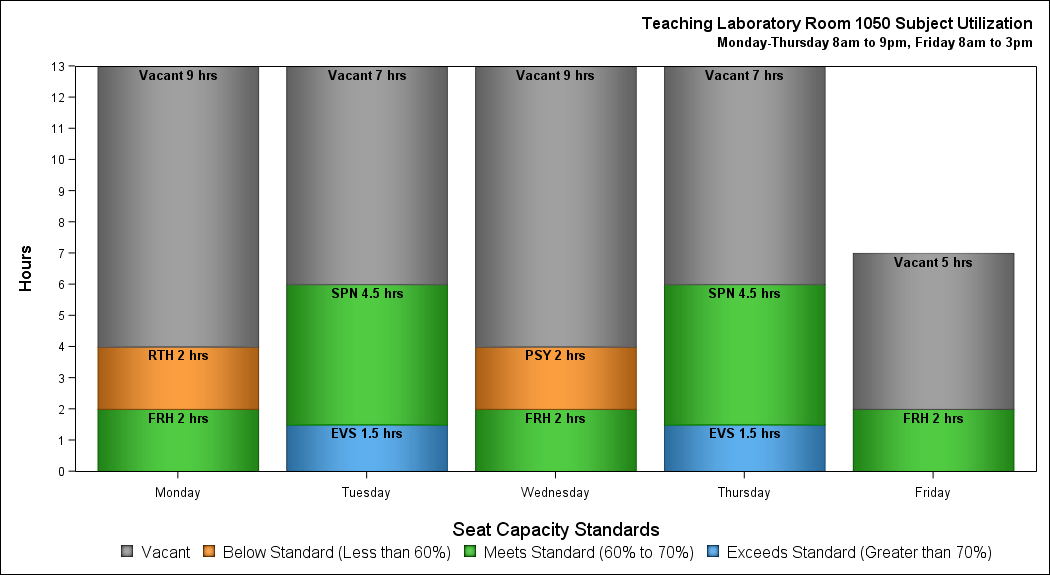 Teaching Laboratory Room 1050 Subject Utilization
Monday-Thursday 8am to 9pm, Friday 8am to 3pm
Hours
13
12
11
10
9
8
7
6
5
4
3
2
1
0
Vacant 9 hrs
RTH 2 hrs
FRH 2 hrs
Vacant 7 hrs
SPN 4.5 hrs
EVS 1.5 hrs
Vacant 9 hrs
PSY 2 hrs
FRH 2 hrs
Vacant 7 hrs
SPN 4.5 hrs
EVS 1.5 hrs
Vacant 5 hrs
FRH 2 hrs
Monday Tuesday Wednesday Thursday Friday
Seat Capacity Standards
Vacant Below Standard (Less than 60%) Meets Standard (60% to 70%) Exceeds Standard (Greater than 70%)